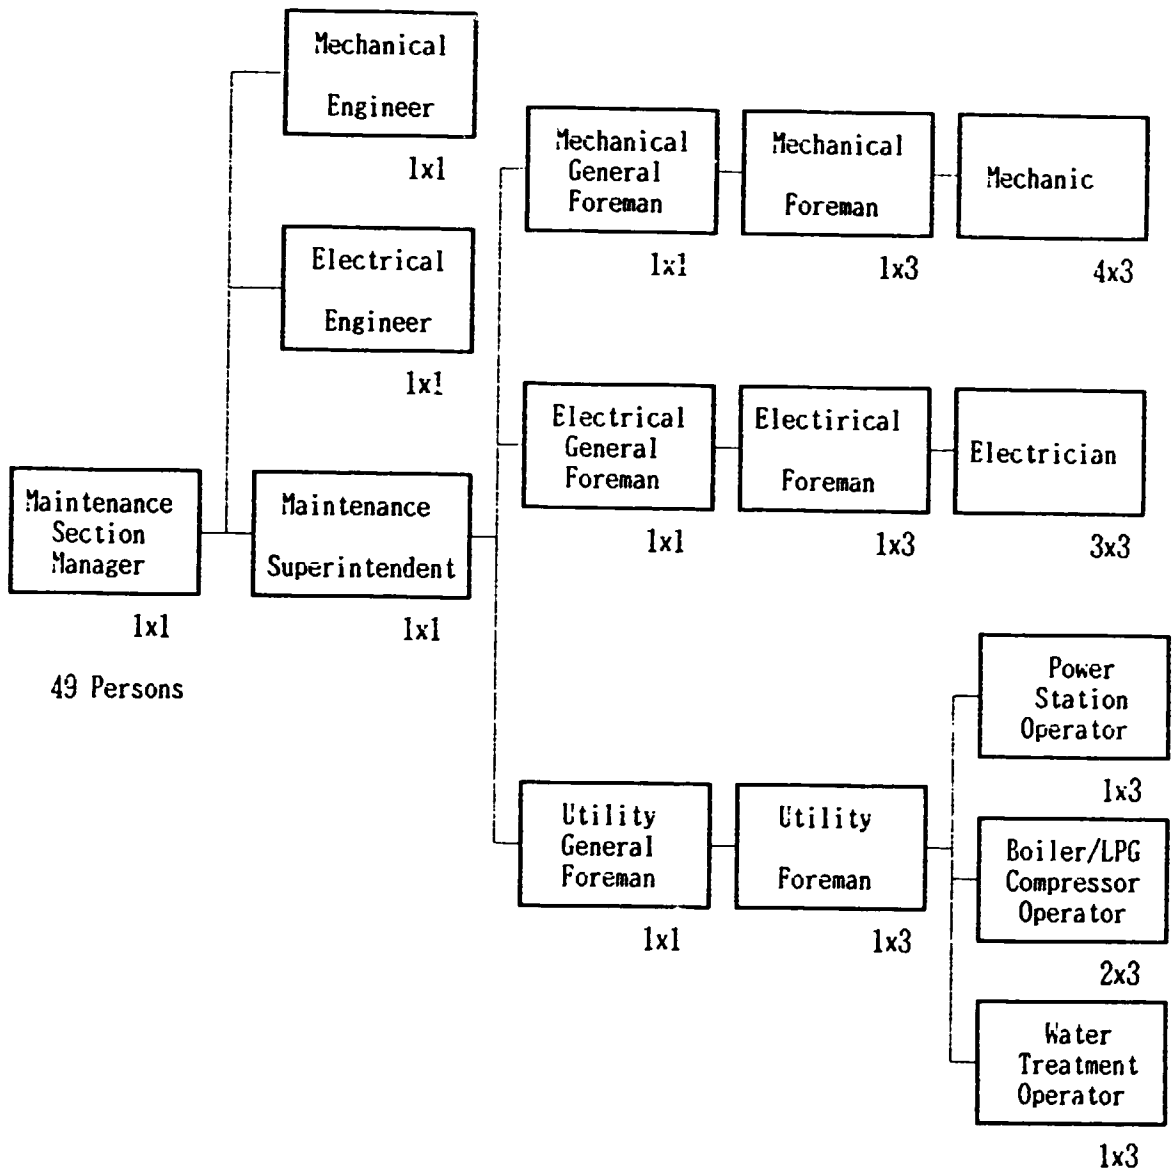 Mechanical
Engineer
1x1
Electrical
Engineer
1x1
Maintenance
Section
Manager
1x1
49 Persons
Maintenance
Superintendent
1x1
Mechanical
General
Foreman
1x1
Mechanical
Foreman
1x3
Mechanic
4x3
Electrical
General
Foreman
1x1
Electirical
Foreman
1x3
Electrician
3x3
Utility
General
Foreman
1x1
Utility
Foreman
1x3
Power
Station
Operator
1x3
Boiler/LPG
Compressor
Operator
2x3
Water
Treatment
Operator
1x3